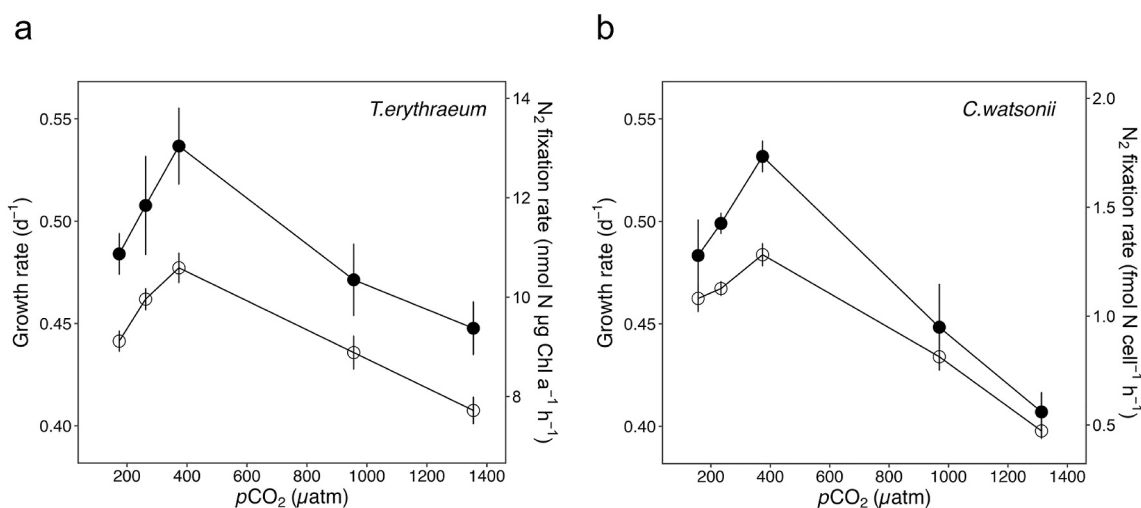 a
T.erythraeum
Growth rate (d⁻¹)
0.55
0.50
0.45
0.40
14
12
10
8
N₂ fixation rate (nmol N µg Chl a⁻¹ h⁻¹)
200 400 600 800 1000 1200 1400
pCO₂ (µatm)
b
C.watsonii
Growth rate (d⁻¹)
0.55
0.50
0.45
0.40
2.0
1.5
1.0
0.5
N₂ fixation rate (fmol N cell⁻¹ h⁻¹)
200 400 600 800 1000 1200 1400
pCO₂ (µatm)